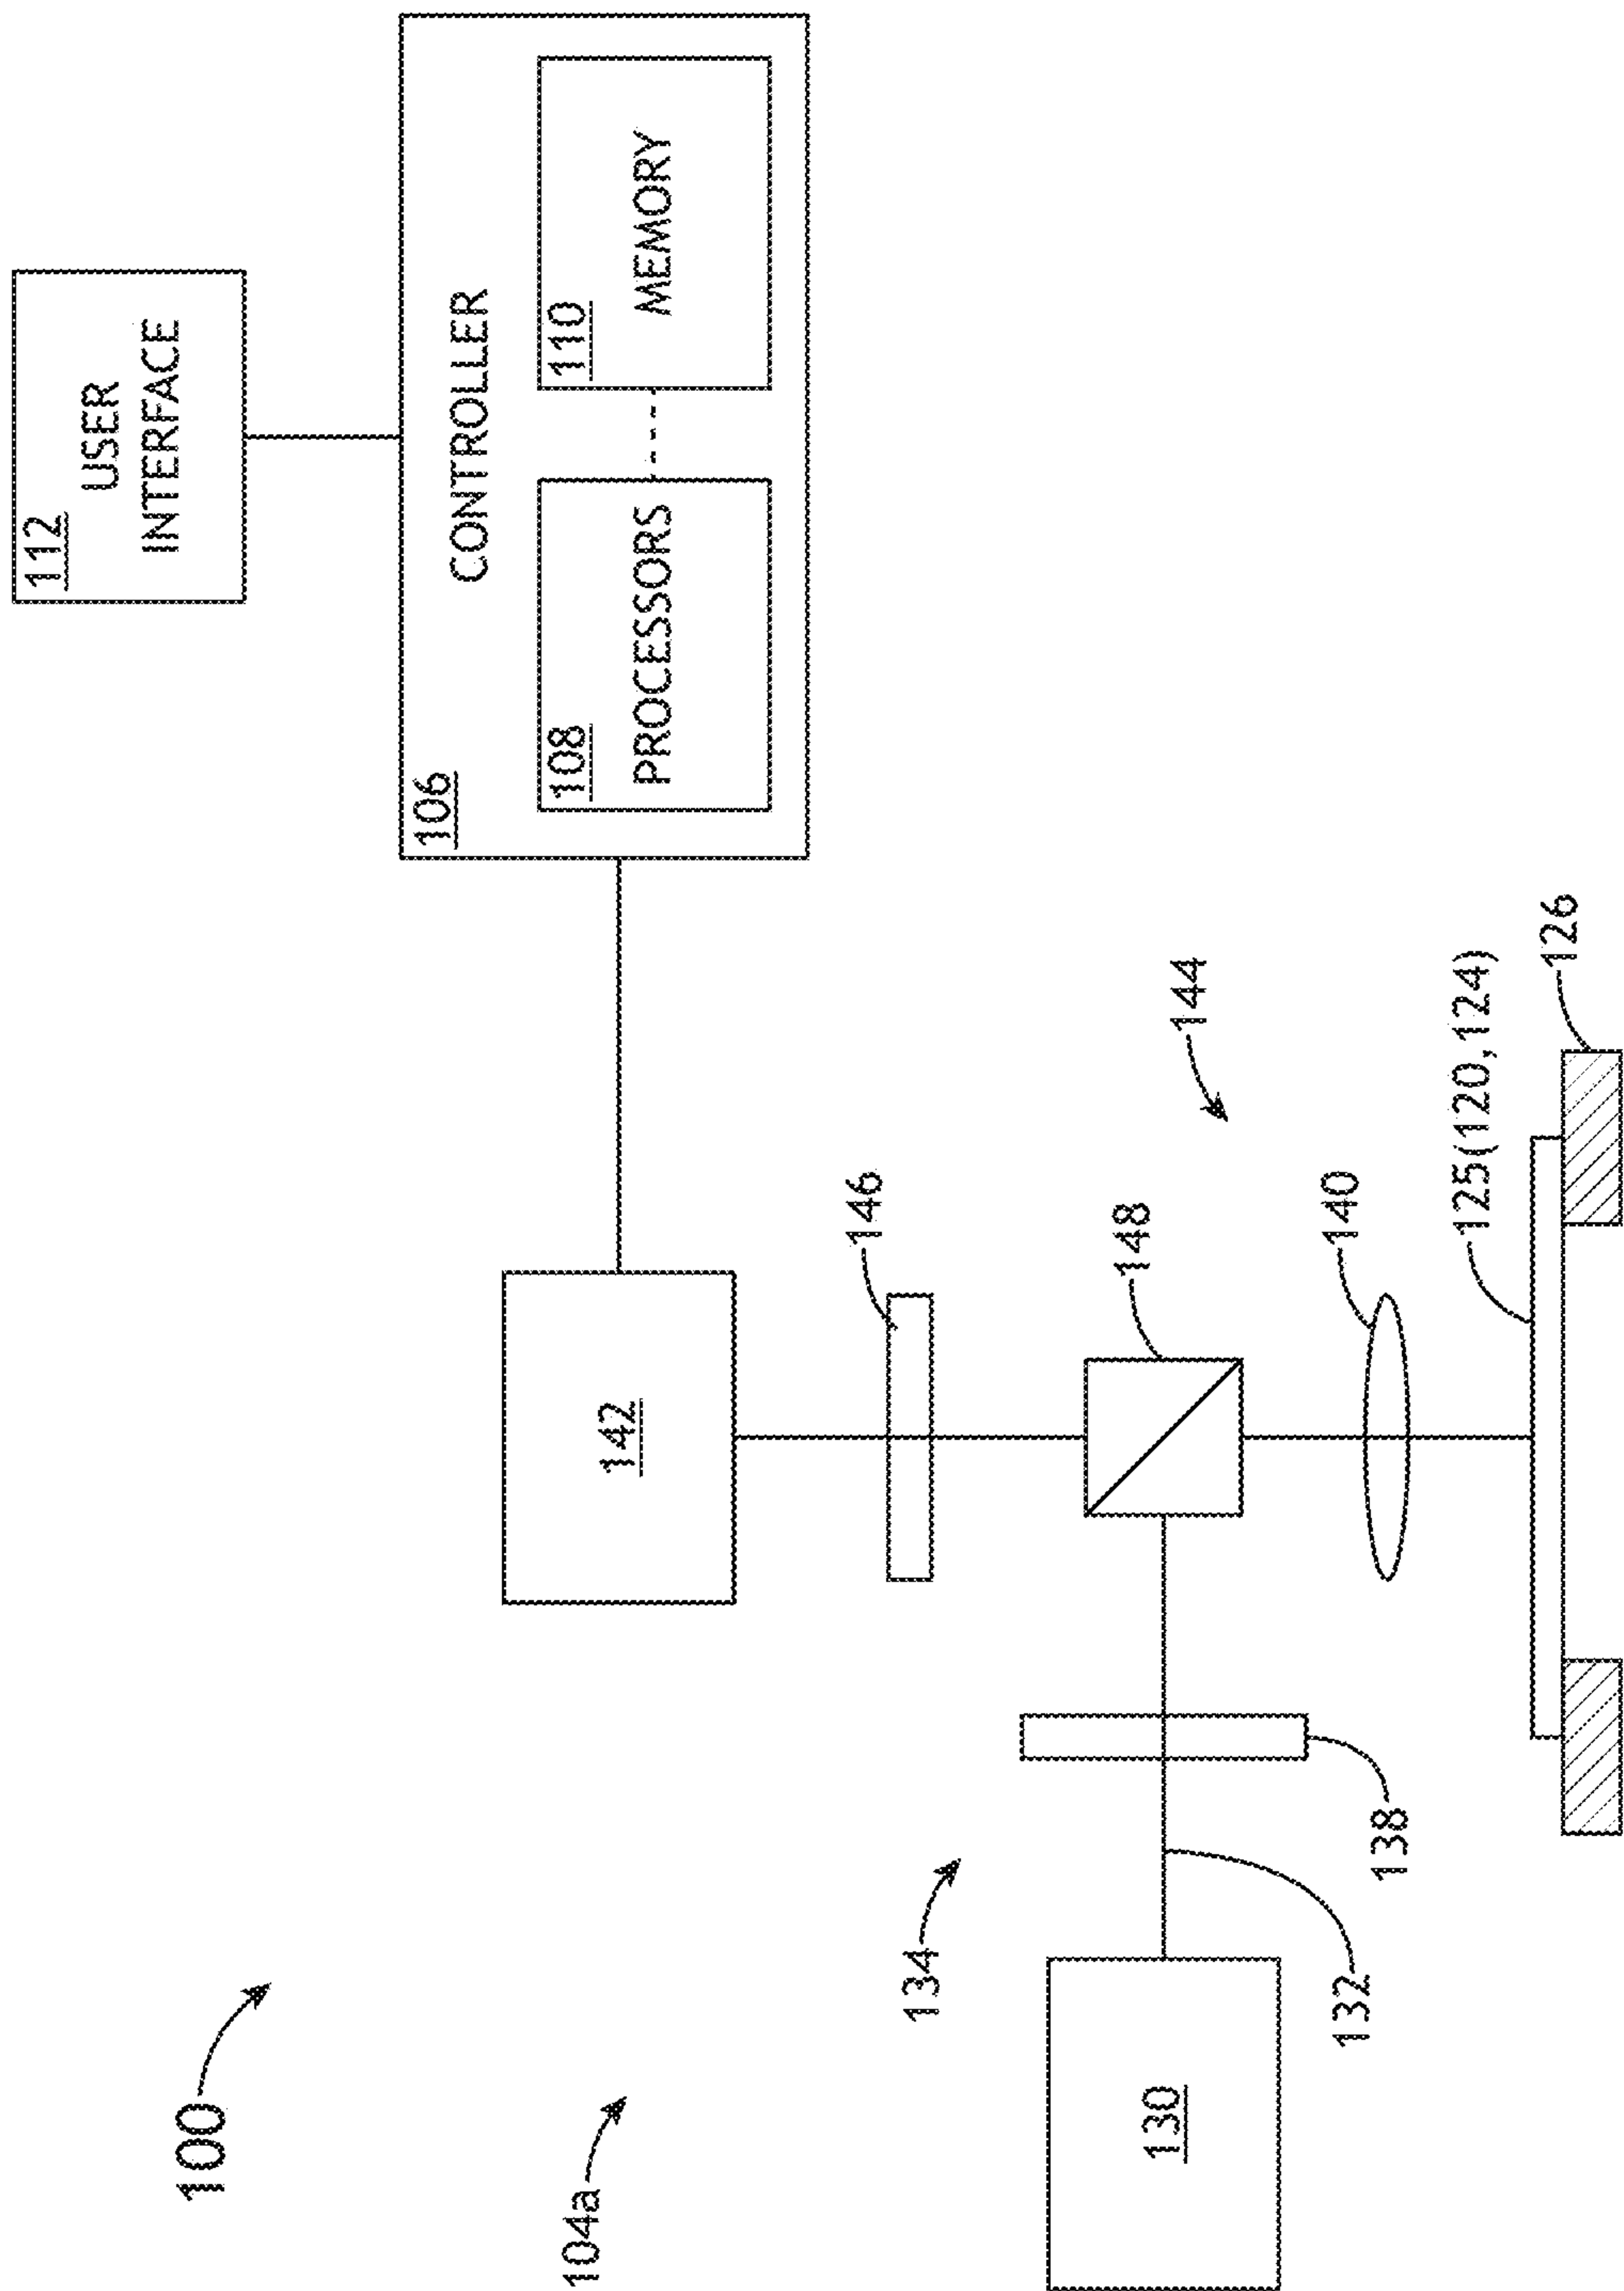 100
104a
112
USER
INTERFACE
106
CONTROLLER
108
PROCESSORS
110
MEMORY
142
146
144
134
148
130
132
138
140
125(120,124)
126